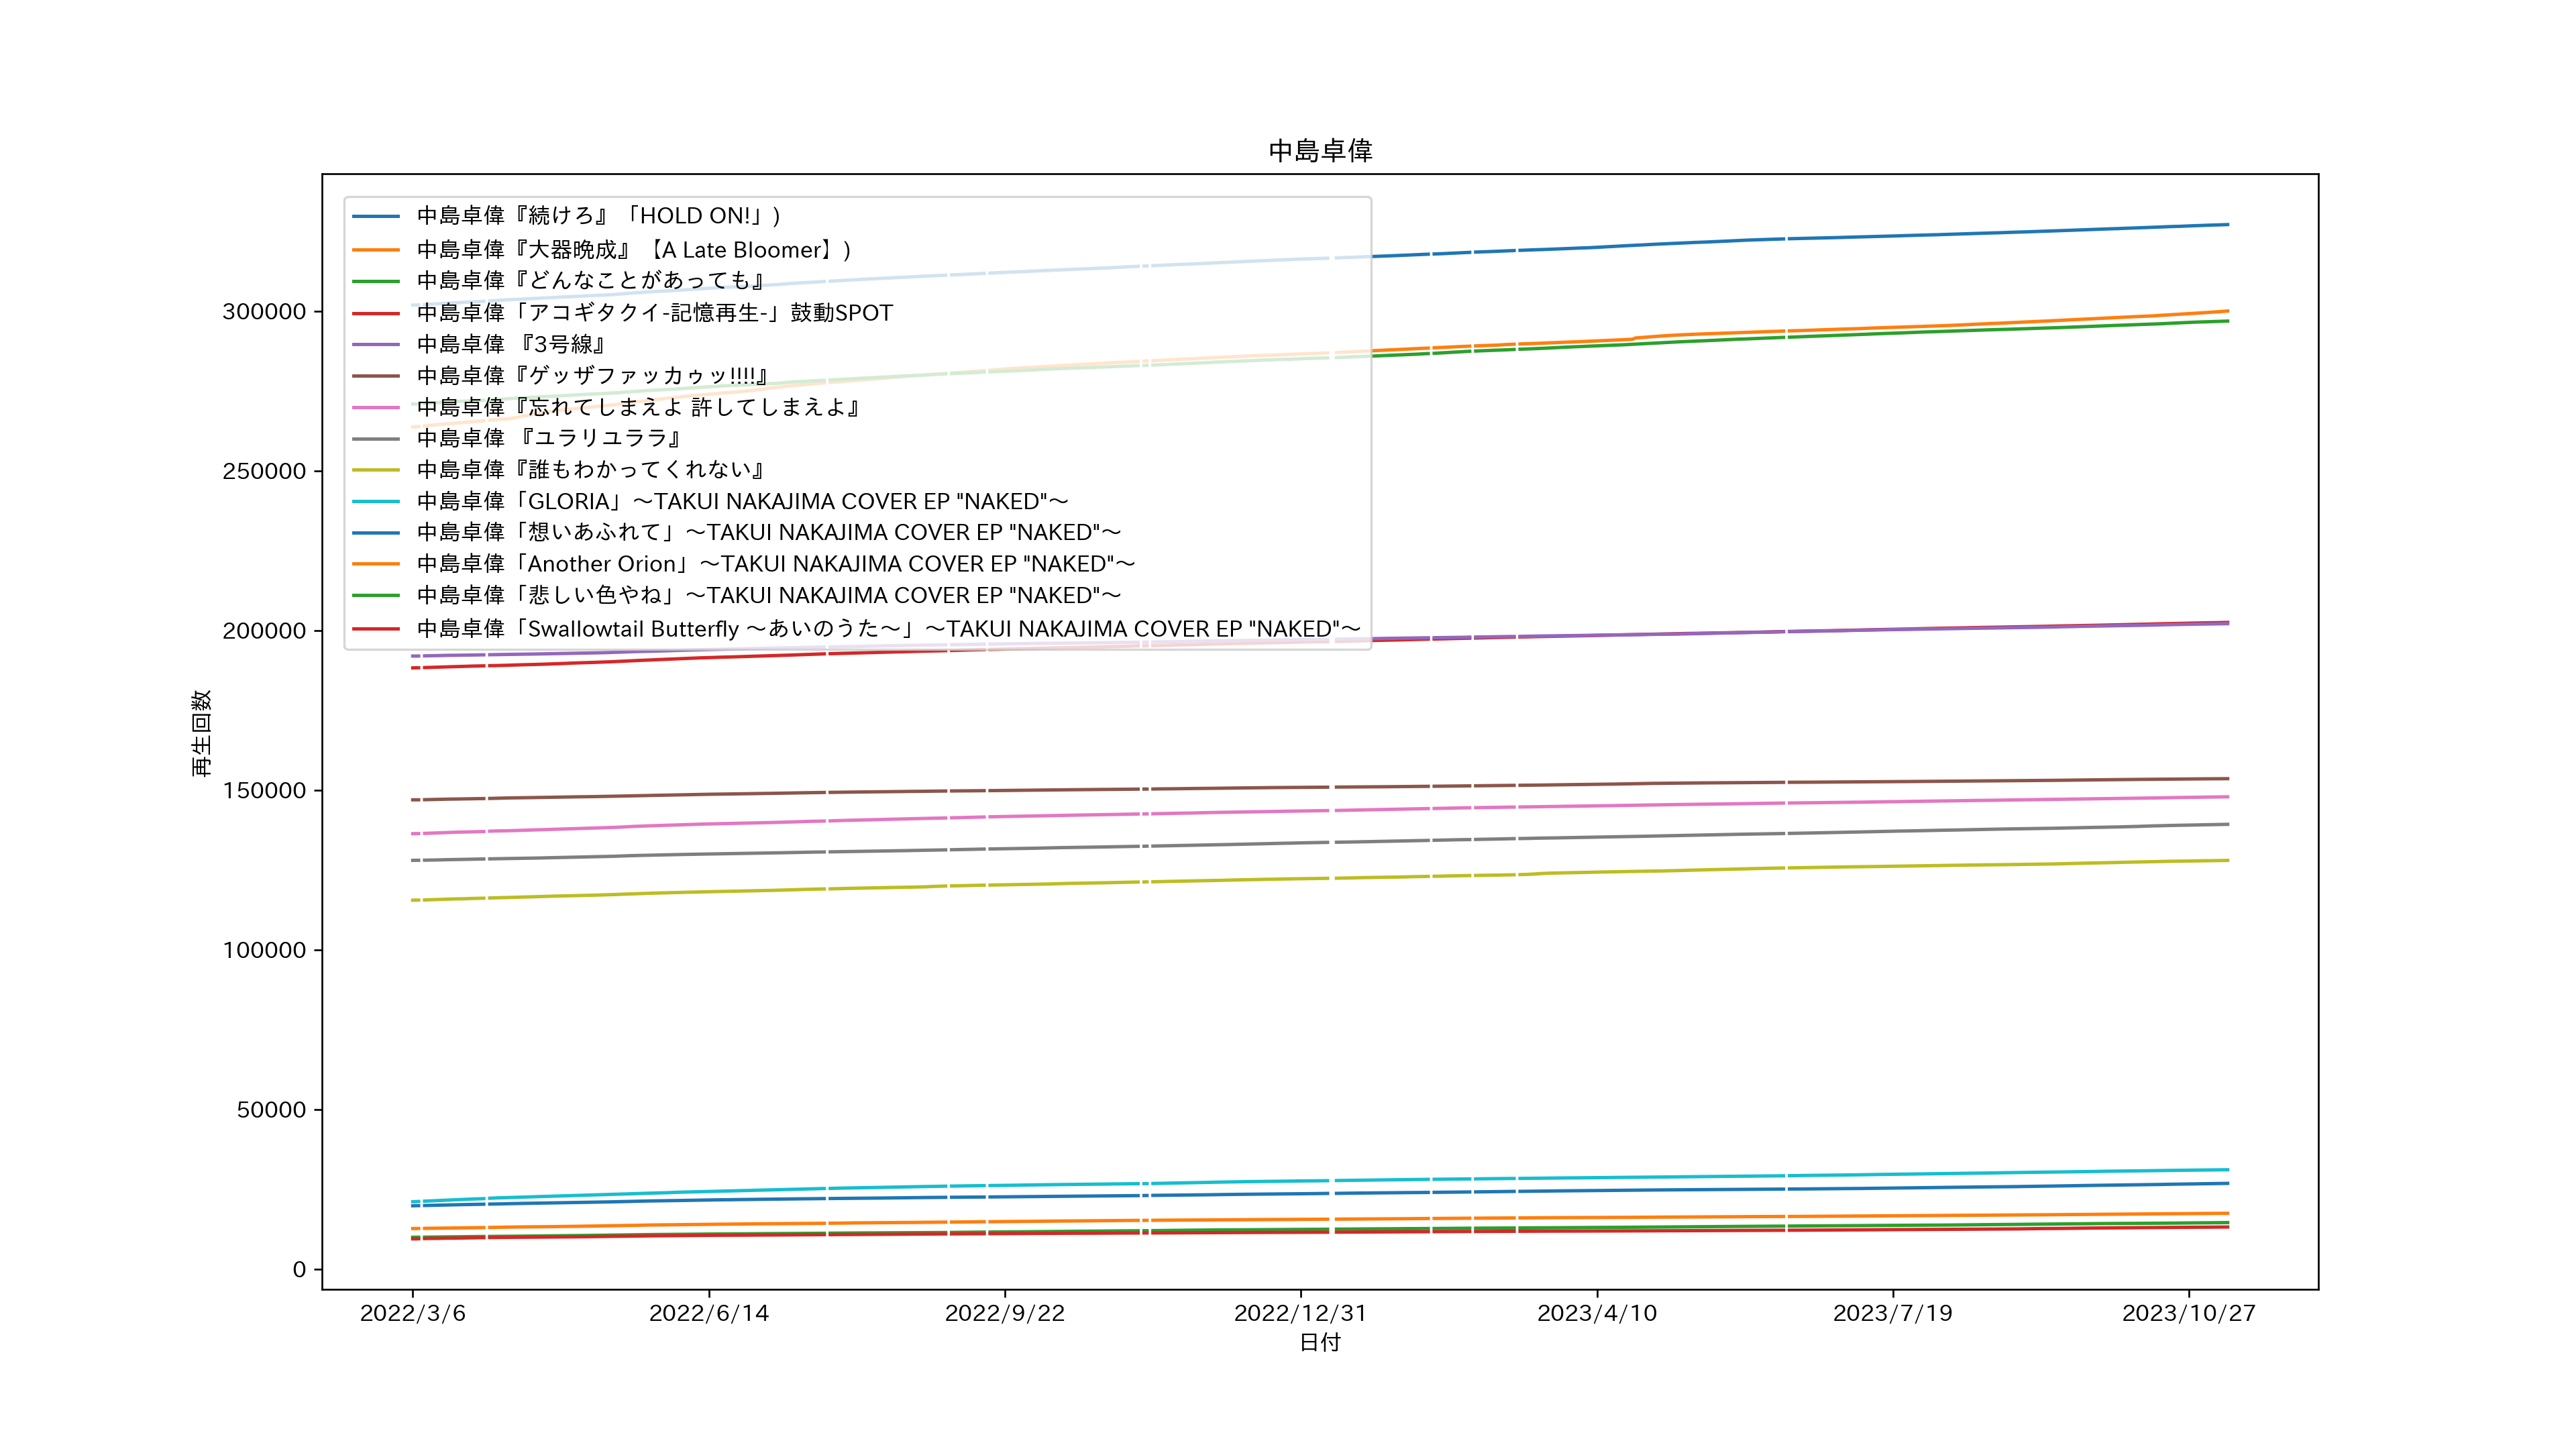 中島卓偉
中島卓偉『続けろ』「HOLD ON!」)
中島卓偉『大器晩成』【A Late Bloomer】)
中島卓偉『どんなことがあっても』
中島卓偉「アコギタクイ-記憶再生-」鼓動SPOT
中島卓偉 『3号線』
中島卓偉『ゲッザファッカゥッ!!!!』
中島卓偉『忘れてしまえよ 許してしまえよ』
中島卓偉 『ユラリユララ』
中島卓偉『誰もわかってくれない』
中島卓偉「GLORIA」～TAKUI NAKAJIMA COVER EP "NAKED"～
中島卓偉「想いあふれて」～TAKUI NAKAJIMA COVER EP "NAKED"～
中島卓偉「Another Orion」～TAKUI NAKAJIMA COVER EP "NAKED"～
中島卓偉「悲しい色やね」～TAKUI NAKAJIMA COVER EP "NAKED"～
中島卓偉「Swallowtail Butterfly ～あいのうた～」～TAKUI NAKAJIMA COVER EP "NAKED"～
300000
250000
200000
150000
100000
50000
0
再生回数
2022/3/6
2022/6/14
2022/9/22
2022/12/31
2023/4/10
2023/7/19
2023/10/27
日付